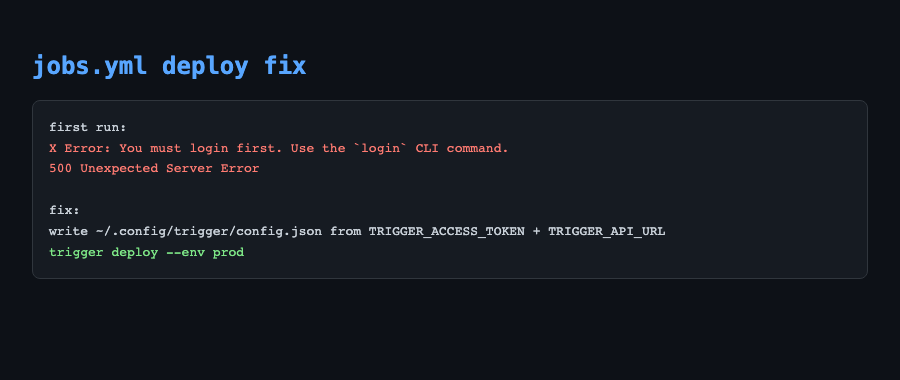 jobs.yml deploy fix
first run:
X Error: You must login first. Use the `login` CLI command.
500 Unexpected Server Error
fix:
write ~/.config/trigger/config.json from TRIGGER_ACCESS_TOKEN + TRIGGER_API_URL
trigger deploy --env prod